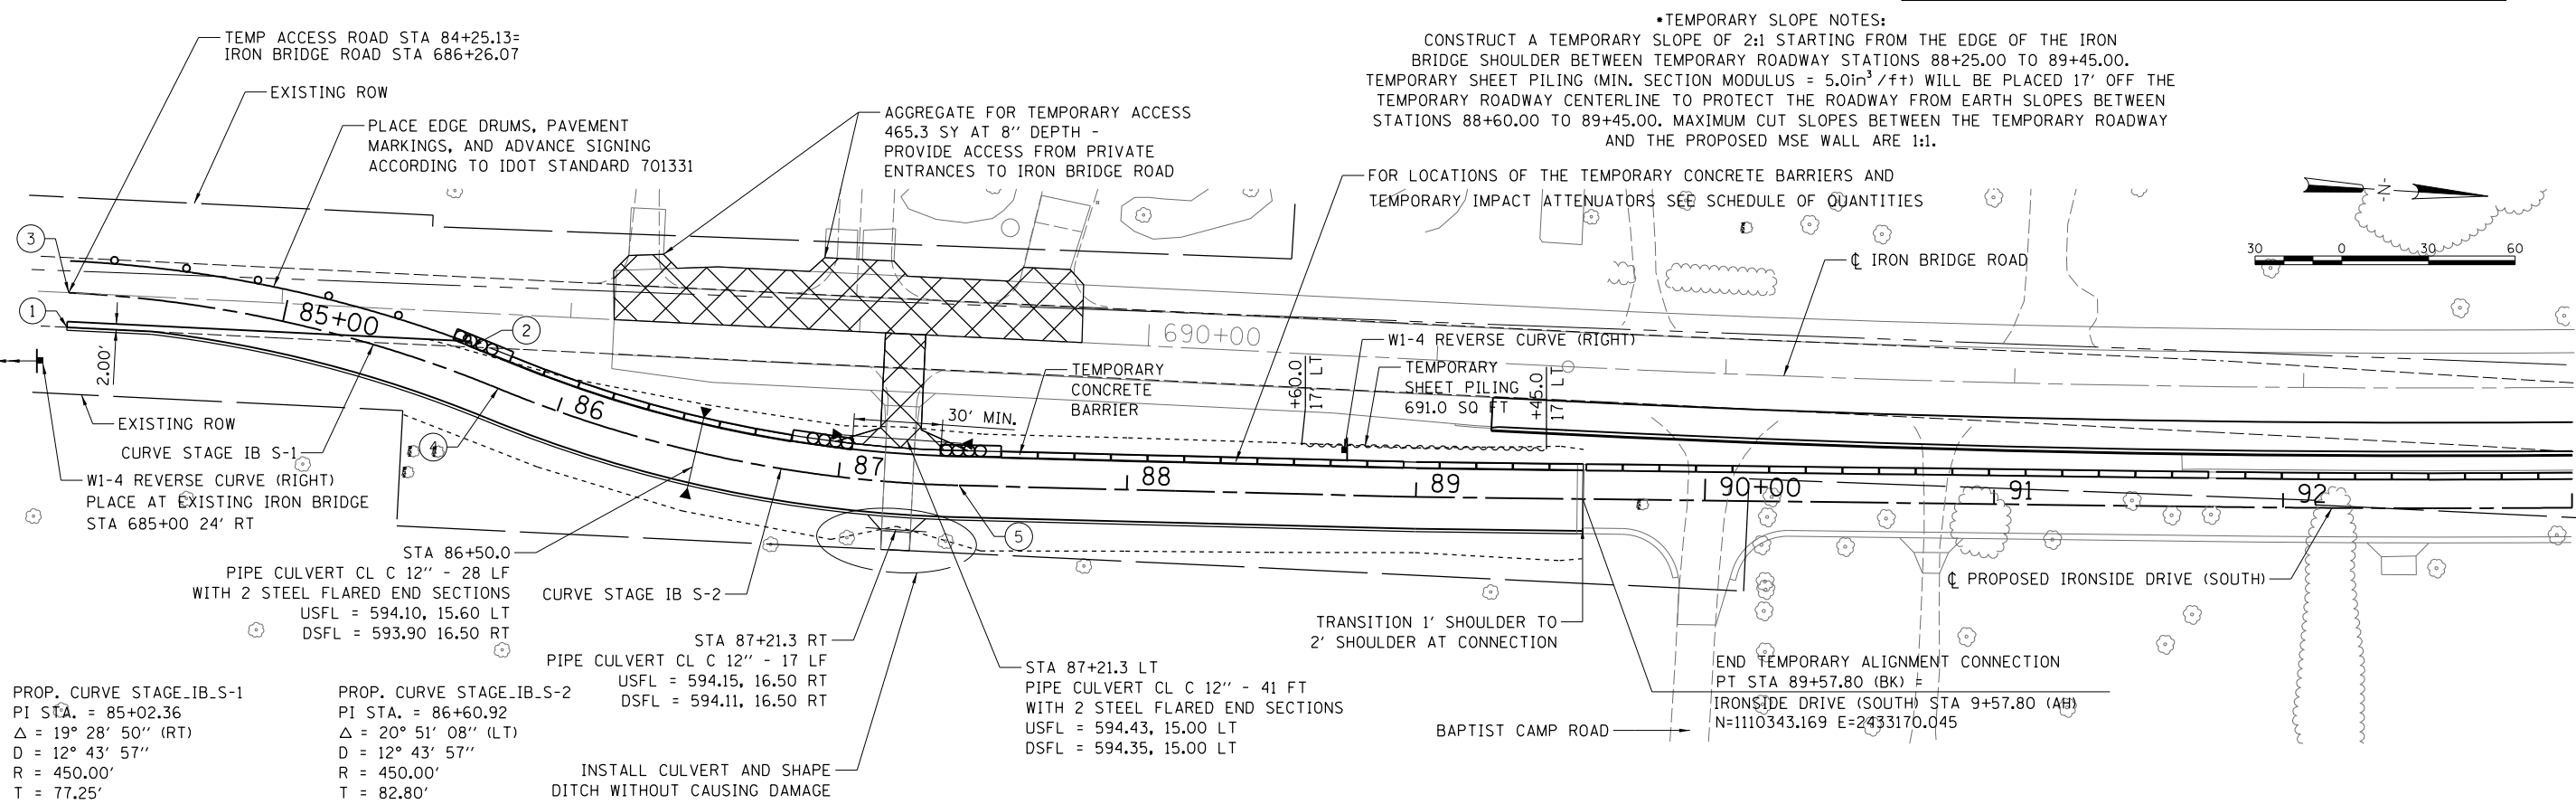 *TEMPORARY SLOPE NOTES:
CONSTRUCT A TEMPORARY SLOPE OF 2:1 STARTING FROM THE EDGE OF THE IRON
BRIDGE SHOULDER BETWEEN TEMPORARY ROADWAY STATIONS 88+25.00 TO 89+45.00.
TEMPORARY SHEET PILING (MIN. SECTION MODULUS = 5.0in³/ft) WILL BE PLACED 17' OFF THE
TEMPORARY ROADWAY CENTERLINE TO PROTECT THE ROADWAY FROM EARTH SLOPES BETWEEN
STATIONS 88+60.00 TO 89+45.00. MAXIMUM CUT SLOPES BETWEEN THE TEMPORARY ROADWAY
AND THE PROPOSED MSE WALL ARE 1:1.
TEMP ACCESS ROAD STA 84+25.13=
IRON BRIDGE ROAD STA 686+26.07
EXISTING ROW
PLACE EDGE DRUMS, PAVEMENT
MARKINGS, AND ADVANCE SIGNING
ACCORDING TO IDOT STANDARD 701331
AGGREGATE FOR TEMPORARY ACCESS
465.3 SY AT 8'' DEPTH -
PROVIDE ACCESS FROM PRIVATE
ENTRANCES TO IRON BRIDGE ROAD
FOR LOCATIONS OF THE TEMPORARY CONCRETE BARRIERS AND
TEMPORARY IMPACT ATTENUATORS SEE SCHEDULE OF QUANTITIES
-N-
30 0 30 60
℄ IRON BRIDGE ROAD
3
1
2
85+00
2.00'
690+00
W1-4 REVERSE CURVE (RIGHT)
TEMPORARY
SHEET PILING
691.0 SQ FT
+60.0
17' LT
+45.0
17' LT
TEMPORARY
CONCRETE
BARRIER
30' MIN.
86
87
88
89
90+00
91
92
4
5
EXISTING ROW
CURVE STAGE IB S-1
W1-4 REVERSE CURVE (RIGHT)
PLACE AT EXISTING IRON BRIDGE
STA 685+00 24' RT
STA 86+50.0
PIPE CULVERT CL C 12'' - 28 LF
WITH 2 STEEL FLARED END SECTIONS
USFL = 594.10, 15.60 LT
DSFL = 593.90 16.50 RT
CURVE STAGE IB S-2
STA 87+21.3 RT
PIPE CULVERT CL C 12'' - 17 LF
USFL = 594.15, 16.50 RT
DSFL = 594.11, 16.50 RT
STA 87+21.3 LT
PIPE CULVERT CL C 12'' - 41 FT
WITH 2 STEEL FLARED END SECTIONS
USFL = 594.43, 15.00 LT
DSFL = 594.35, 15.00 LT
INSTALL CULVERT AND SHAPE
DITCH WITHOUT CAUSING DAMAGE
TRANSITION 1' SHOULDER TO
2' SHOULDER AT CONNECTION
℄ PROPOSED IRONSIDE DRIVE (SOUTH)
END TEMPORARY ALIGNMENT CONNECTION
PT STA 89+57.80 (BK) =
IRONSIDE DRIVE (SOUTH) STA 9+57.80 (AH)
N=1110343.169 E=2433170.045
BAPTIST CAMP ROAD
PROP. CURVE STAGE_IB_S-1
PI STA. = 85+02.36
Δ = 19° 28' 50'' (RT)
D = 12° 43' 57''
R = 450.00'
T = 77.25'
PROP. CURVE STAGE_IB_S-2
PI STA. = 86+60.92
Δ = 20° 51' 08'' (LT)
D = 12° 43' 57''
R = 450.00'
T = 82.80'